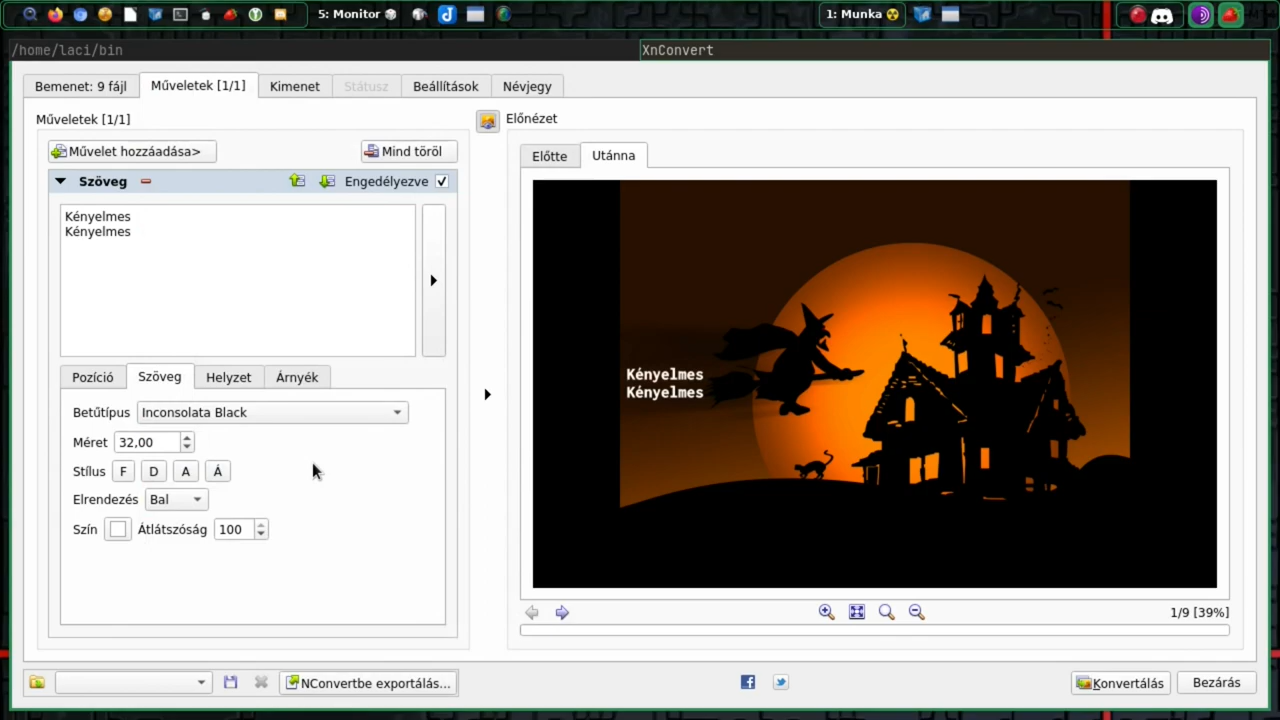 5: Monitor
1: Munka
/home/laci/bin
XnConvert
Bemenet: 9 fájl
Műveletek [1/1]
Kimenet
Státusz
Beállítások
Névjegy
Műveletek [1/1]
Művelet hozzáadása>
Mind töröl
Szöveg
Engedélyezve
Kényelmes
Kényelmes
Pozíció
Szöveg
Helyzet
Árnyék
Betűtípus
Inconsolata Black
Méret
32,00
Stílus
F
D
A
Á
Elrendezés
Bal
Szín
Átlátszóság
100
Előnézet
Előtte
Utánna
Kényelmes
Kényelmes
1/9 [39%]
NConvertbe exportálás...
Konvertálás
Bezárás